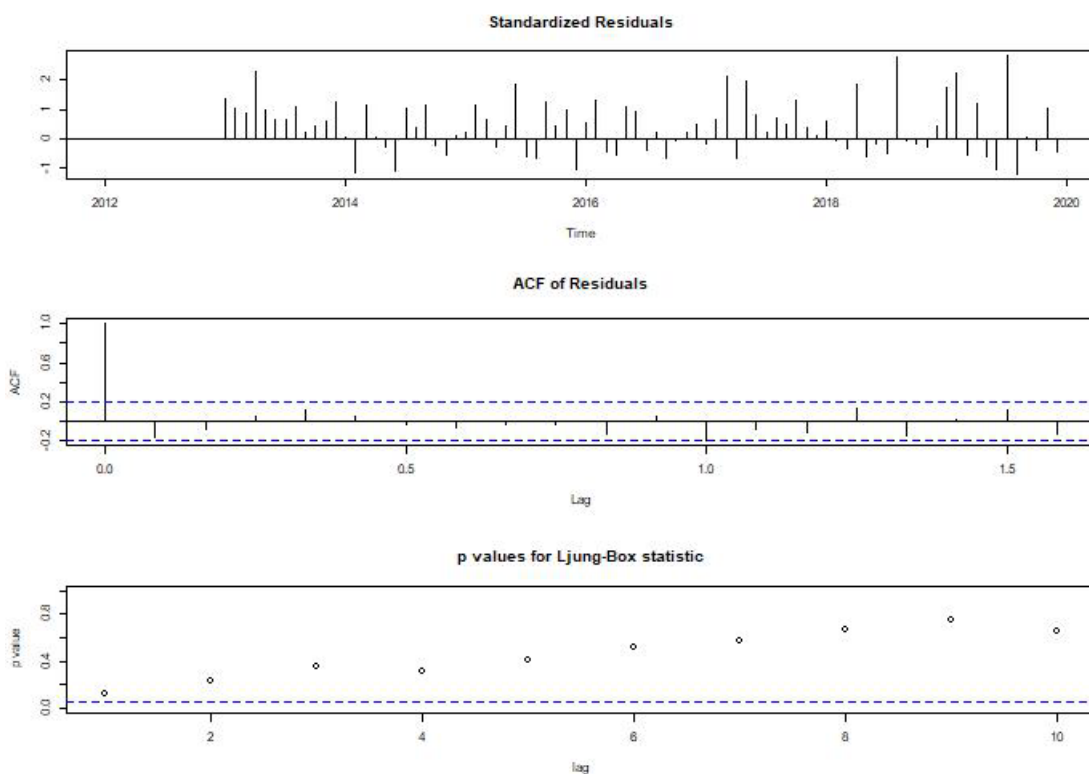 Standardized Residuals
2
1
0
-1
2012 2014 2016 2018 2020
Time
ACF of Residuals
ACF
1.0
0.6
0.2
-0.2
0.0 0.5 1.0 1.5
Lag
p values for Ljung-Box statistic
p value
0.8
0.4
0.0
2 4 6 8 10
lag